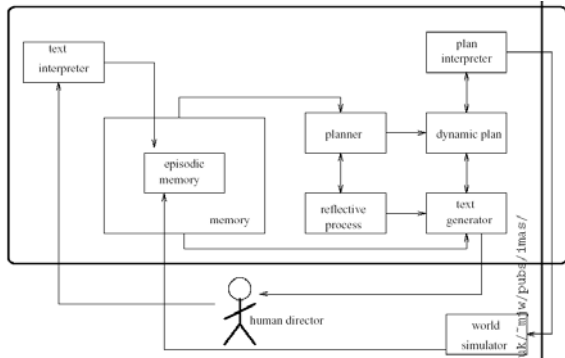 text
interpreter
plan
interpreter
planner
dynamic plan
episodic
memory
memory
reflective
process
text
generator
human director
world
simulator
uk/~mjw/pubs/imas/